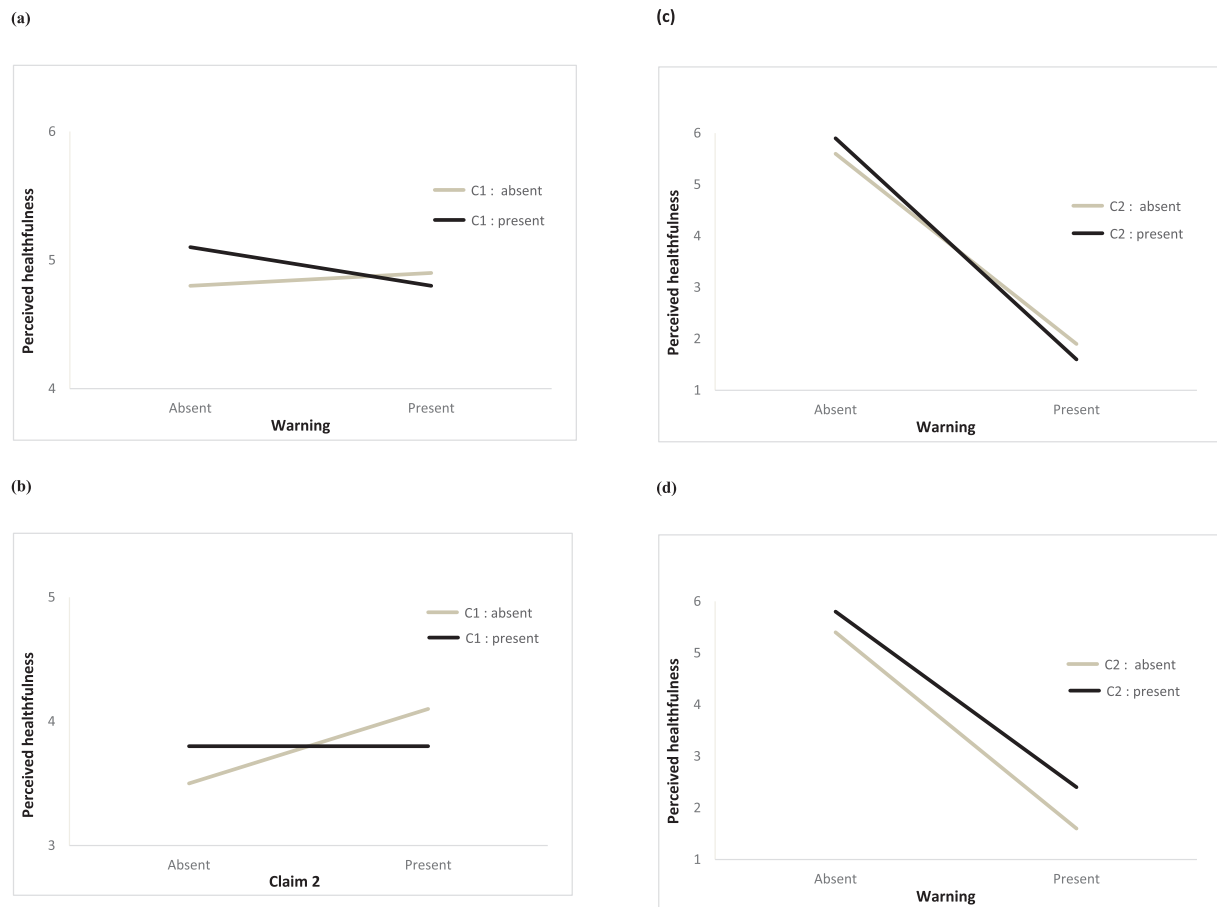 (a)
Perceived healthfulness
6
5
4
C1 : absent
C1 : present
Absent
Present
Warning
(b)
Perceived healthfulness
5
4
3
C1 : absent
C1 : present
Absent
Present
Claim 2
(c)
Perceived healthfulness
6
5
4
3
2
1
C2 : absent
C2 : present
Absent
Present
Warning
(d)
Perceived healthfulness
6
5
4
3
2
1
C2 : absent
C2 : present
Absent
Present
Warning